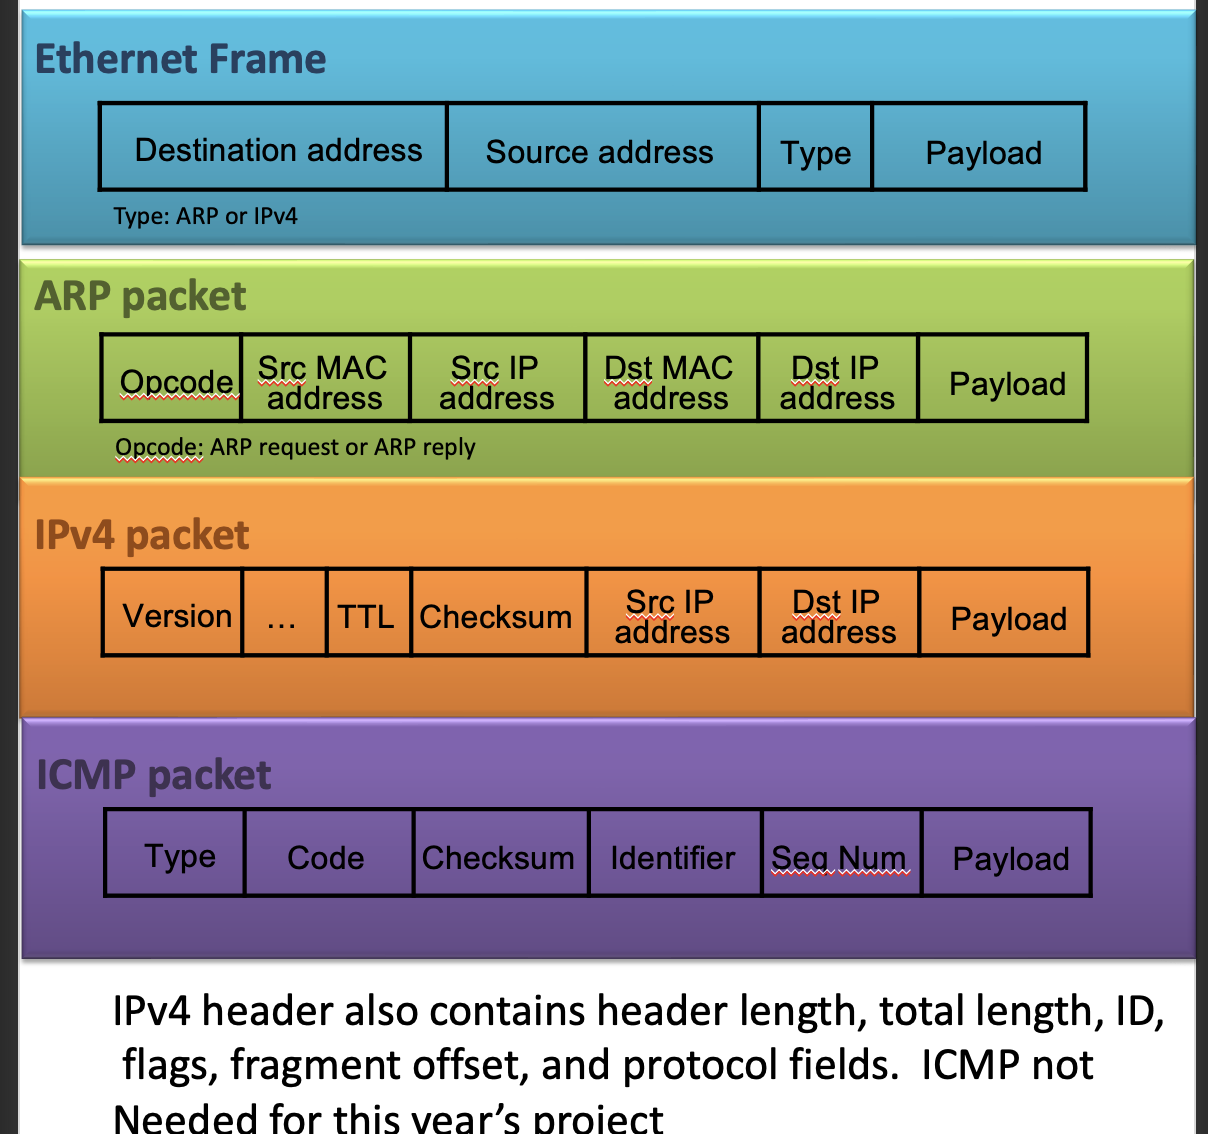 Ethernet Frame
Destination address
Source address
Type
Payload
Type: ARP or IPv4
ARP packet
Opcode
Src MAC
address
Src IP
address
Dst MAC
address
Dst IP
address
Payload
Opcode: ARP request or ARP reply
IPv4 packet
Version
...
TTL
Checksum
Src IP
address
Dst IP
address
Payload
ICMP packet
Type
Code
Checksum
Identifier
Seq Num
Payload
IPv4 header also contains header length, total length, ID,
flags, fragment offset, and protocol fields. ICMP not
Needed for this year's project